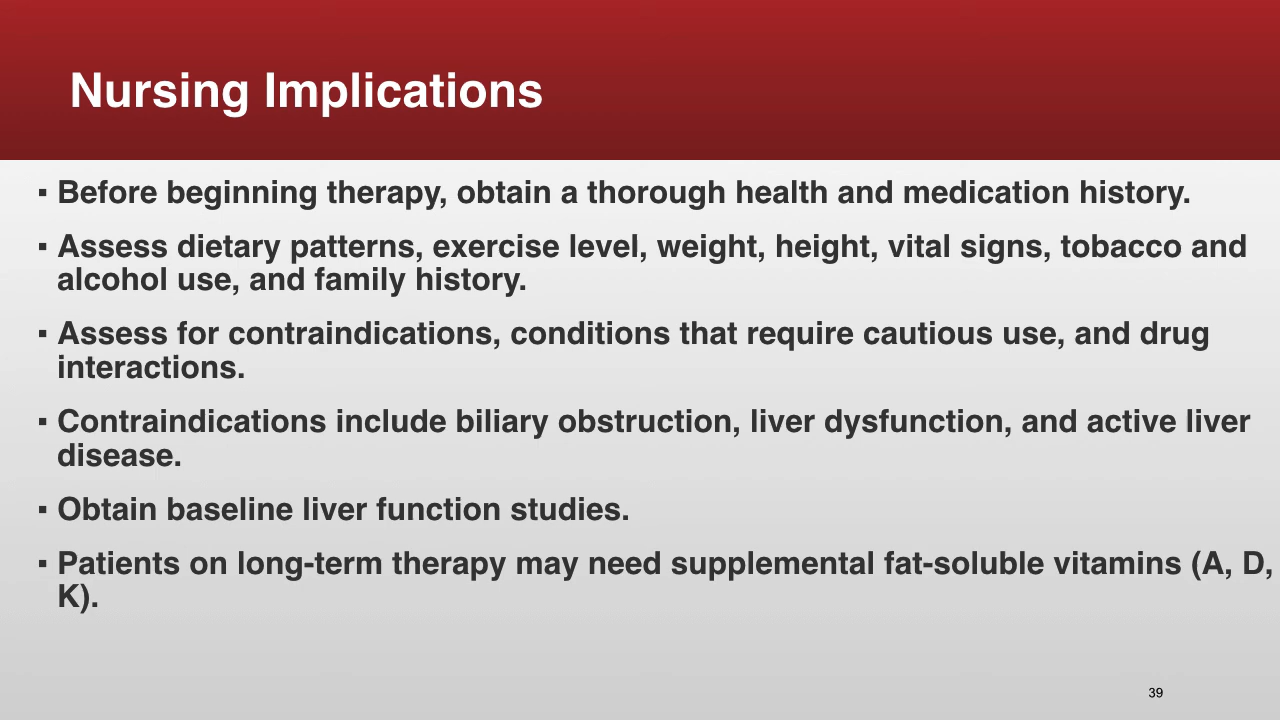 Nursing Implications
▪ Before beginning therapy, obtain a thorough health and medication history.
▪ Assess dietary patterns, exercise level, weight, height, vital signs, tobacco and
alcohol use, and family history.
▪ Assess for contraindications, conditions that require cautious use, and drug
interactions.
▪ Contraindications include biliary obstruction, liver dysfunction, and active liver
disease.
▪ Obtain baseline liver function studies.
▪ Patients on long-term therapy may need supplemental fat-soluble vitamins (A, D,
K).
39